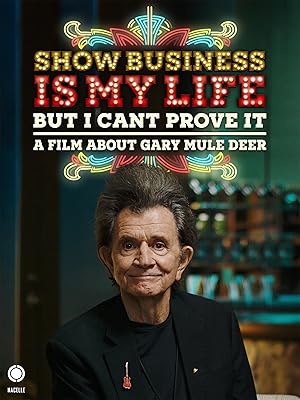 SHOW BUSINESS
IS MY LIFE
BUT I CANT PROVE IT
A FILM ABOUT GARY MULE DEER
NACELLE